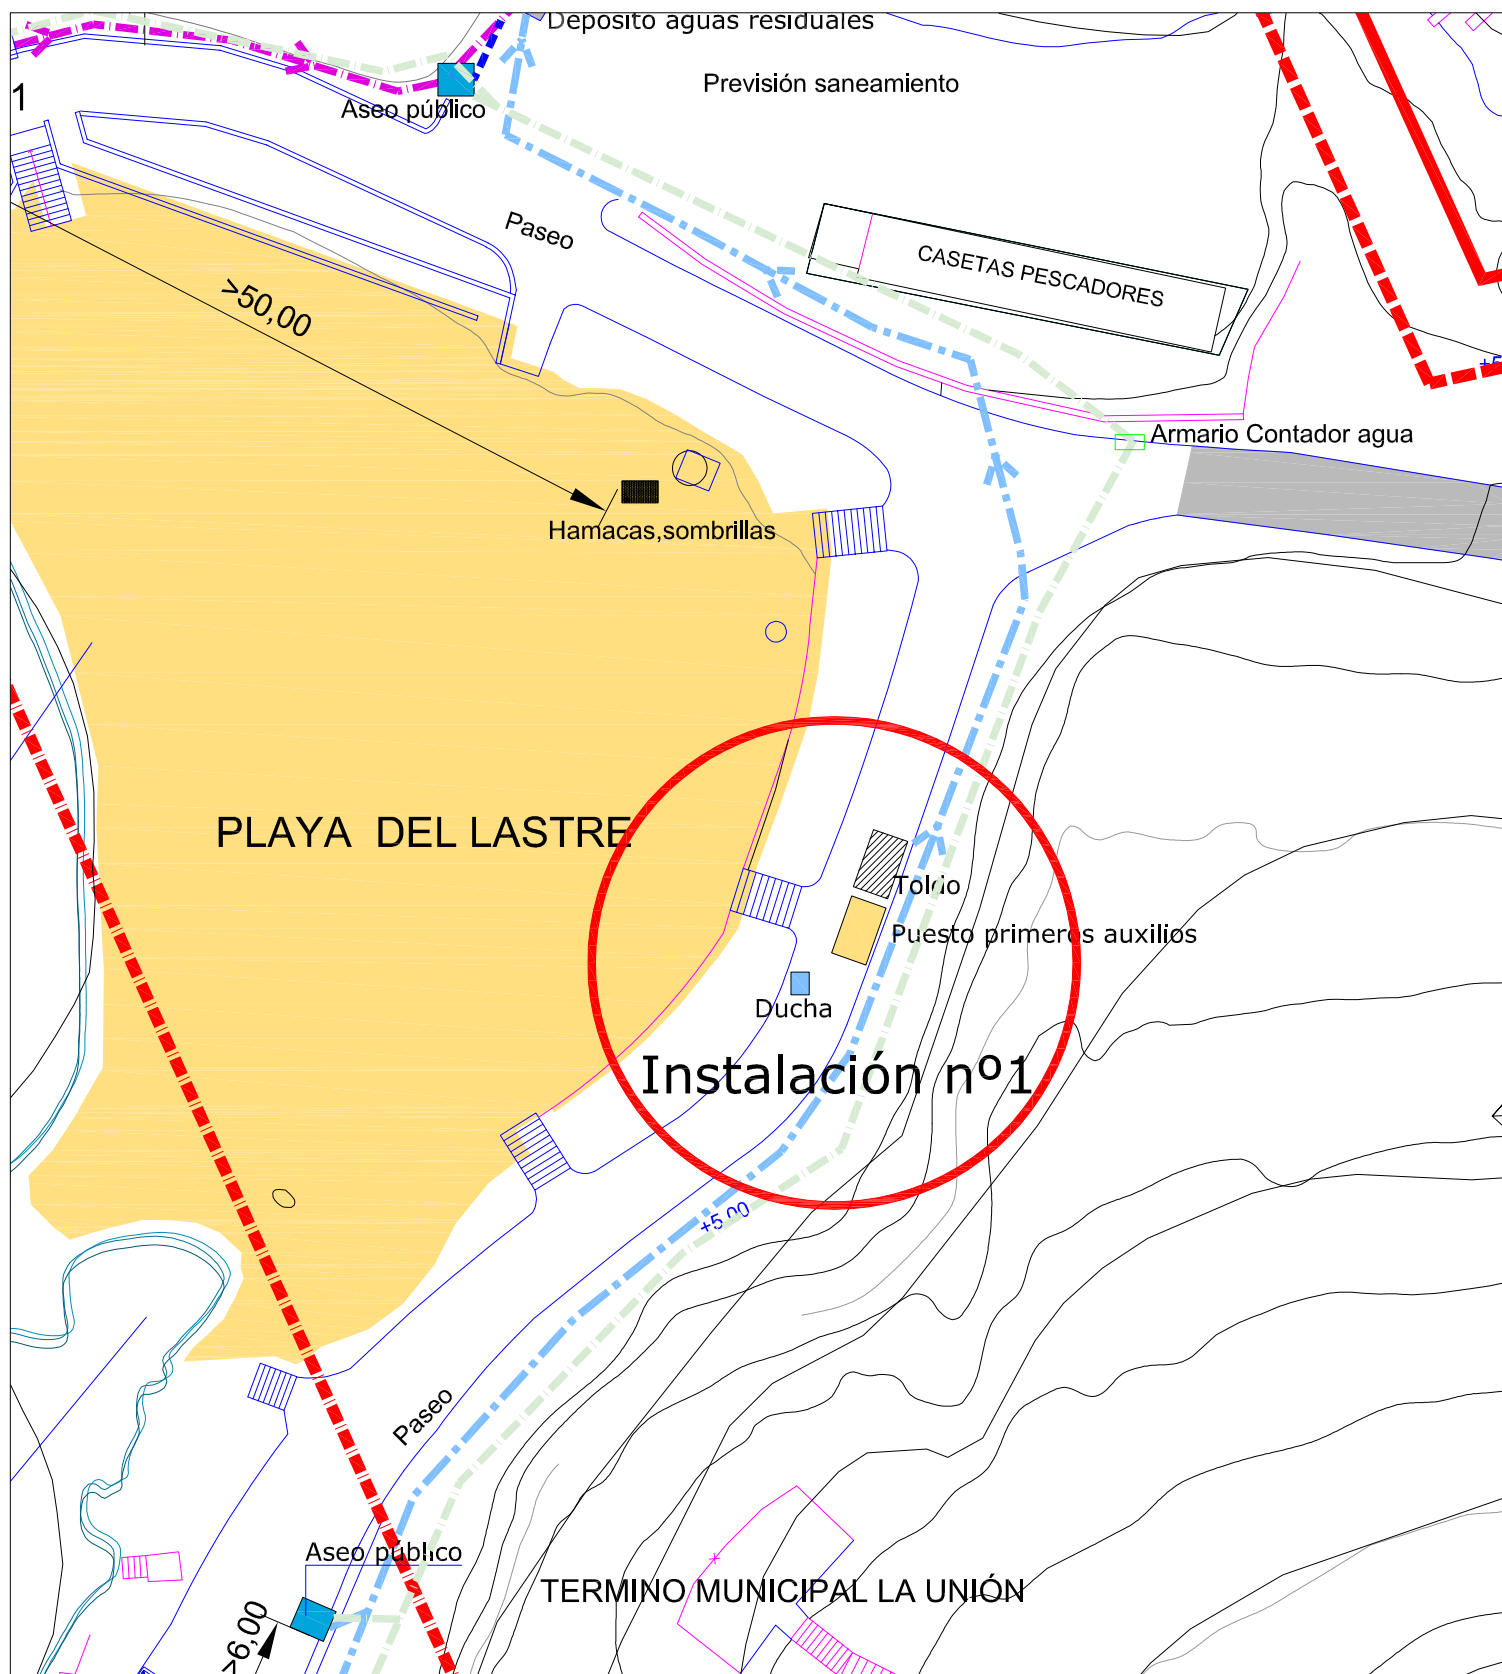 Deposito aguas residuales
Previsión saneamiento
1
Aseo público
Paseo
CASETAS PESCADORES
>50,00
Armario Contador agua
Hamacas,sombrillas
PLAYA DEL LASTRE
Toldo
Puesto primeros auxilios
Ducha
Instalación nº1
+5.00
Paseo
Aseo público
TERMINO MUNICIPAL LA UNIÓN
>6,00